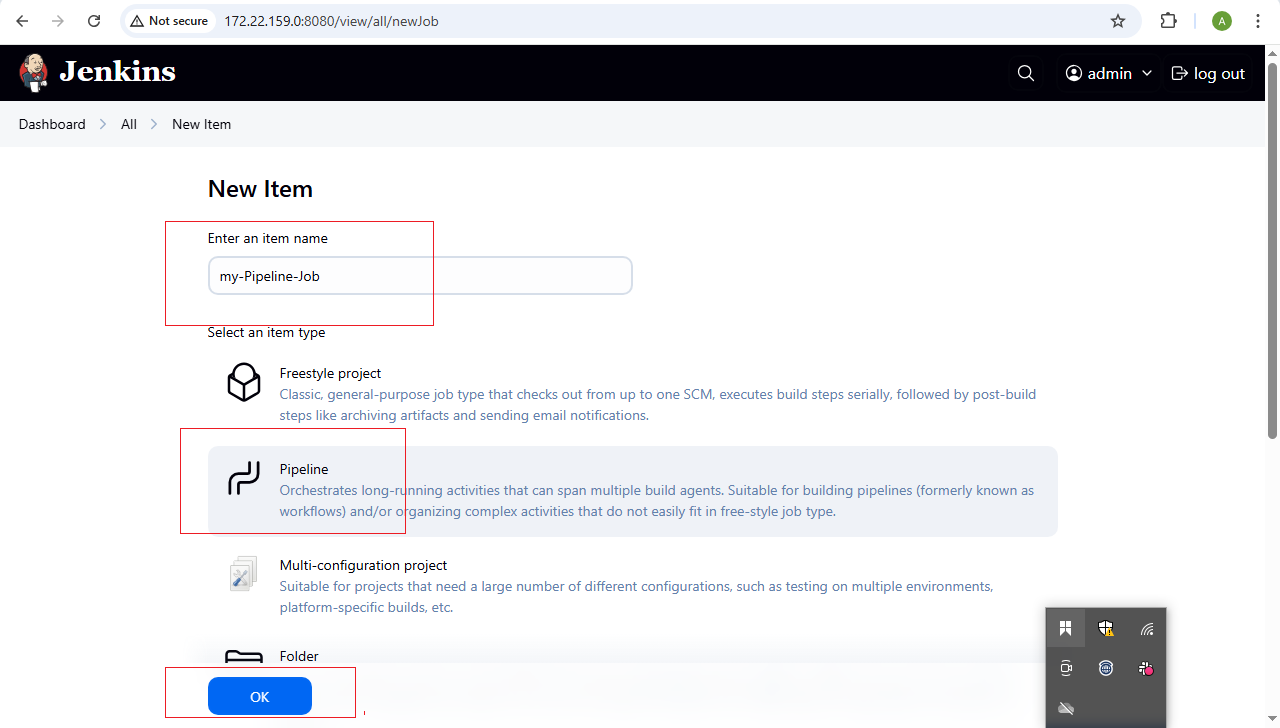 Not secure 172.22.159.0:8080/view/all/newJob A
Jenkins admin log out
Dashboard All New Item
New Item
Enter an item name
my-Pipeline-Job
Select an item type
Freestyle project
Classic, general-purpose job type that checks out from up to one SCM, executes build steps serially, followed by post-build
steps like archiving artifacts and sending email notifications.
Pipeline
Orchestrates long-running activities that can span multiple build agents. Suitable for building pipelines (formerly known as
workflows) and/or organizing complex activities that do not easily fit in free-style job type.
Multi-configuration project
Suitable for projects that need a large number of different configurations, such as testing on multiple environments,
platform-specific builds, etc.
Folder
OK